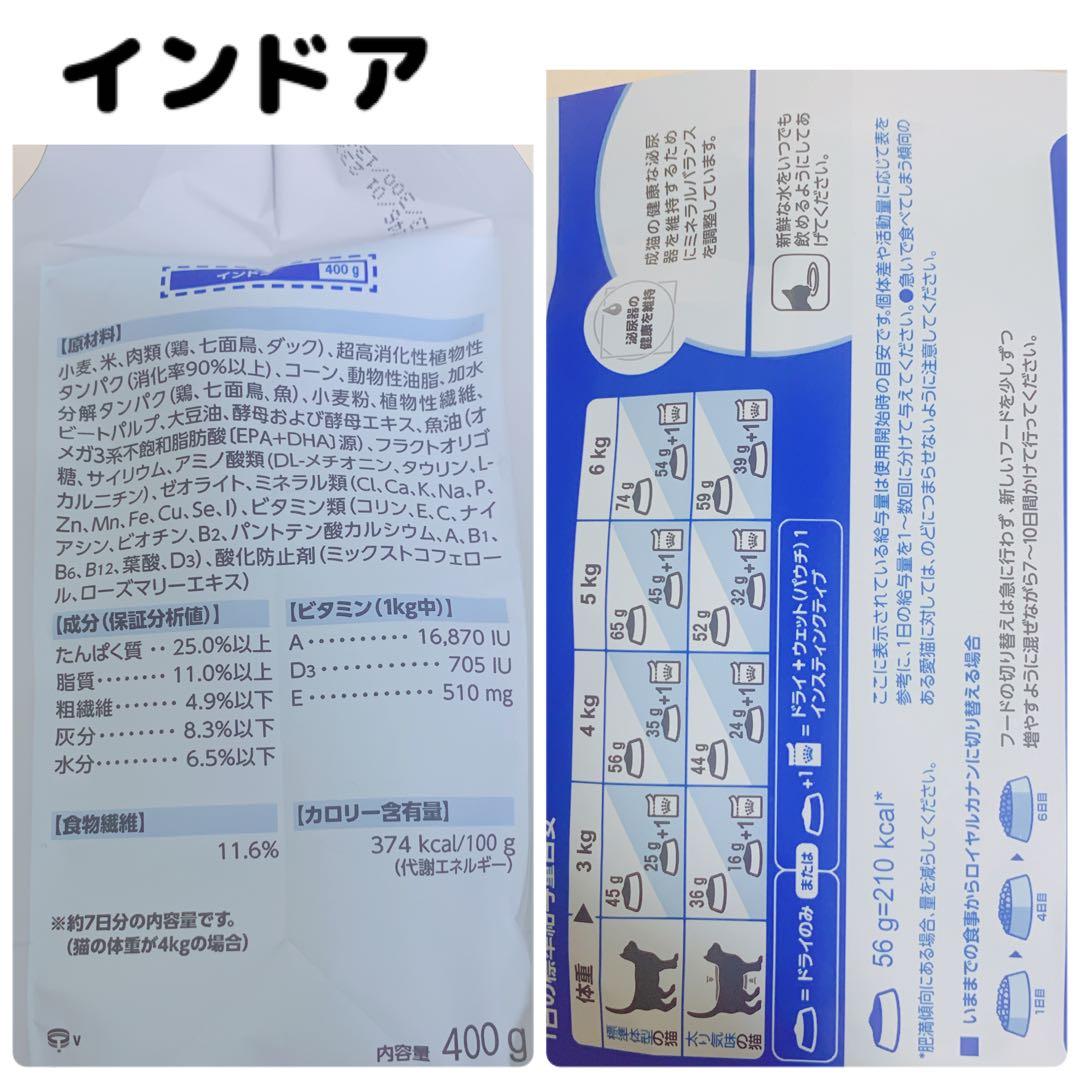 インドア
400 g
【原材料】
小麦、米、肉類(鶏、七面鳥、ダック)、超高消化性植物性
タンパク(消化率90%以上)、コーン、動物性油脂、加水
分解タンパク(鶏、七面鳥、魚)、小麦粉、植物性繊維、
ビートパルプ、大豆油、酵母および酵母エキス、魚油(オ
メガ3系不飽和脂肪酸〔EPA+DHA〕源)、フラクトオリゴ
糖、サイリウム、アミノ酸類(DL-メチオニン、タウリン、L-
カルニチン)、ゼオライト、ミネラル類(Cl、Ca、K、Na、P、
Zn、Mn、Fe、Cu、Se、I)、ビタミン類(コリン、E、C、ナイ
アシン、ビオチン、B2、パントテン酸カルシウム、A、B1、
B6、B12、葉酸、D3)、酸化防止剤(ミックストコフェロー
ル、ローズマリーエキス)
【成分(保証分析値)】
たんぱく質‥25.0%以上
脂質‥‥‥‥11.0%以上
粗繊維‥‥‥4.9%以下
灰分‥‥‥‥8.3%以下
水分‥‥‥‥6.5%以下
【ビタミン(1kg中)】
A‥‥‥‥‥16,870 IU
D3‥‥‥‥‥705 IU
E‥‥‥‥‥510 mg
【食物繊維】
11.6%
【カロリー含有量】
374 kcal/100 g
(代謝エネルギー)
※約7日分の内容量です。
(猫の体重が4kgの場合)
V
内容量 400 g
泌尿器の
健康を維持
成猫の健康な泌尿
器を維持するため
にミネラルバランス
を調整しています。
新鮮な水をいつでも
飲めるようにしてあ
げてください。
体重 ▶ 3 kg 4 kg 5 kg 6 kg
標準体型の猫
45 g 25 g+1 56 g 35 g+1 65 g 45 g+1 74 g 54 g+1
太り気味の猫
36 g 16 g+1 44 g 24 g+1 52 g 32 g+1 59 g 39 g+1
=ドライのみ または +1 =ドライ+ウェット(パウチ)1
インスティンクティブ
56 g=210 kcal*
*肥満傾向にある場合、量を減らしてください。
ここに表示されている給与量は使用開始時の目安です。個体差や活動量に応じて表を
参考に、1日の給与量を1〜数回に分けて与えてください。●急いで食べてしまう傾向の
ある愛猫に対しては、のどにつまらせないように注意してください。
■ いままでの食事からロイヤルカナンに切り替える場合
1日目 ▶ 4日目 ▶ 6日目
フードの切り替えは急に行わず、新しいフードを少しずつ
増やすように混ぜながら7〜10日間かけて行ってください。